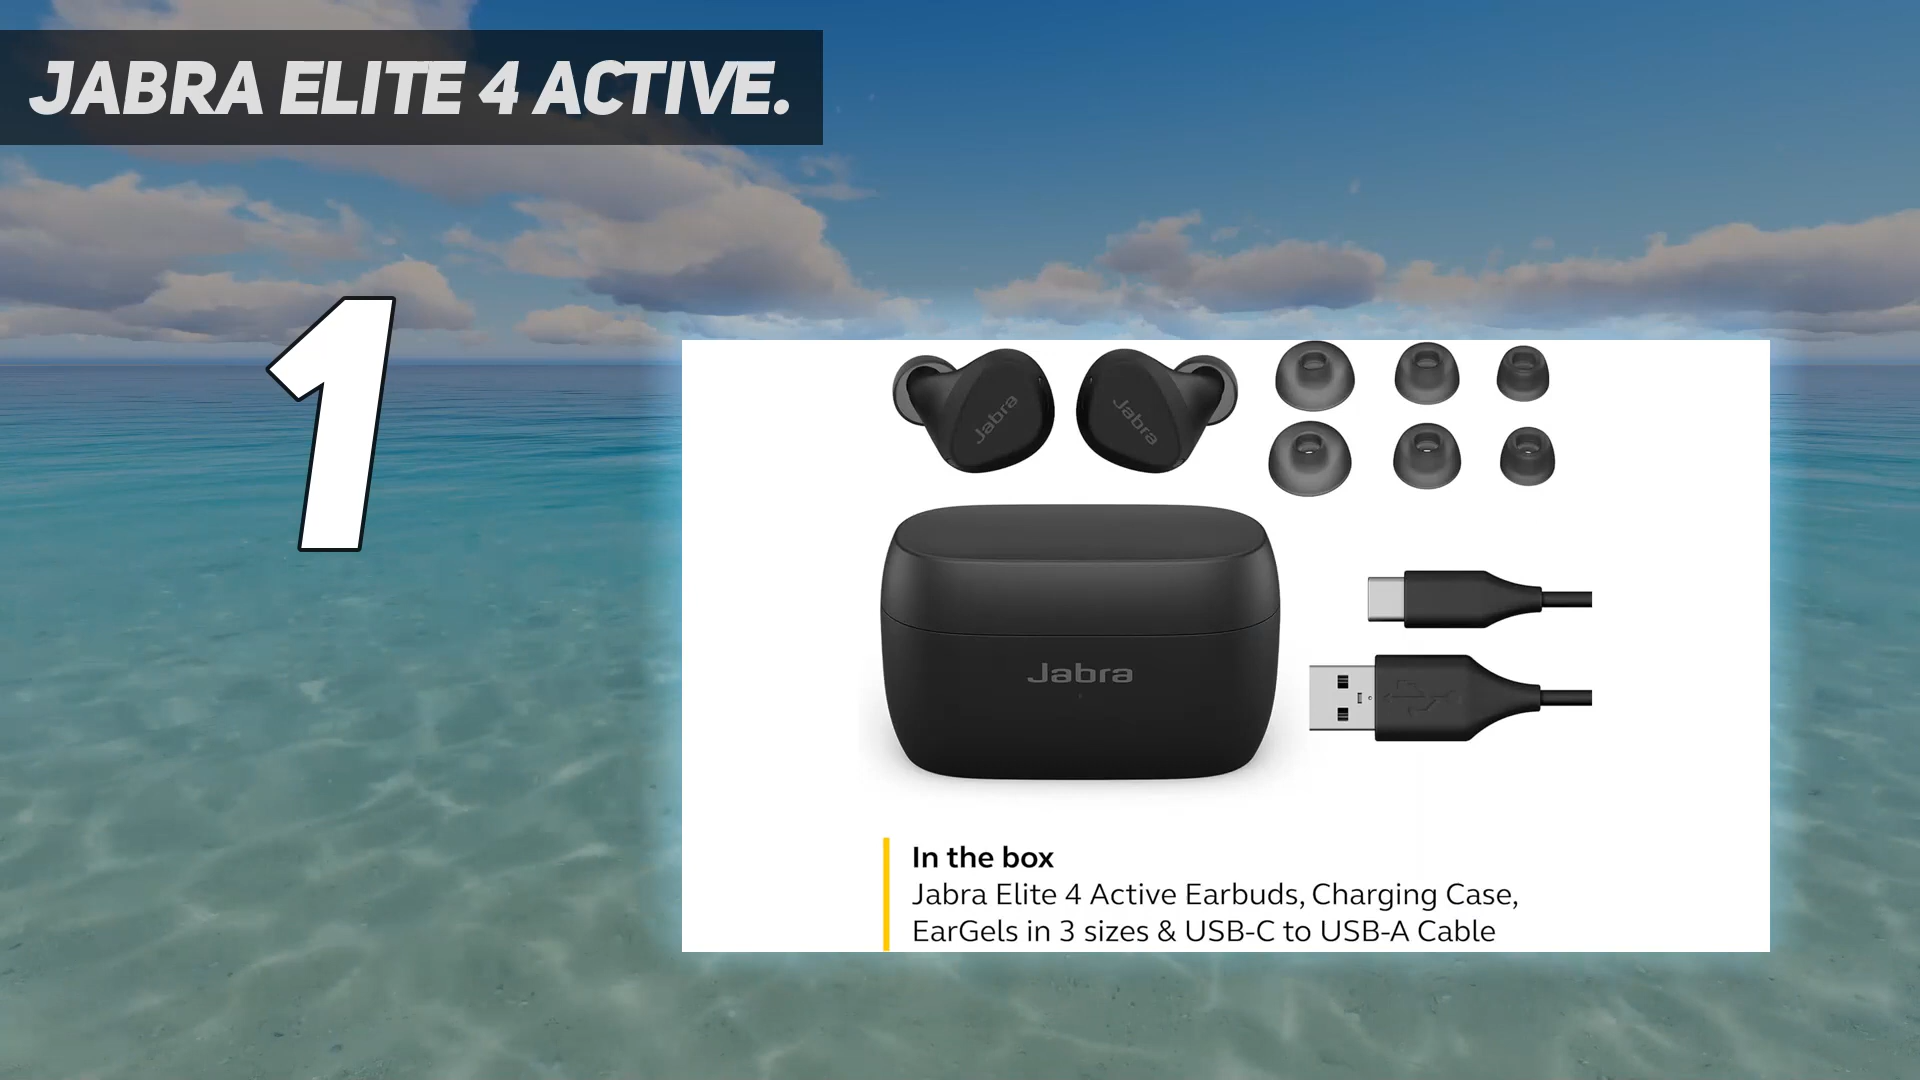 JABRA ELITE 4 ACTIVE.
1
Jabra
Jabra
Jabra
In the box
Jabra Elite 4 Active Earbuds, Charging Case,
EarGels in 3 sizes & USB-C to USB-A Cable